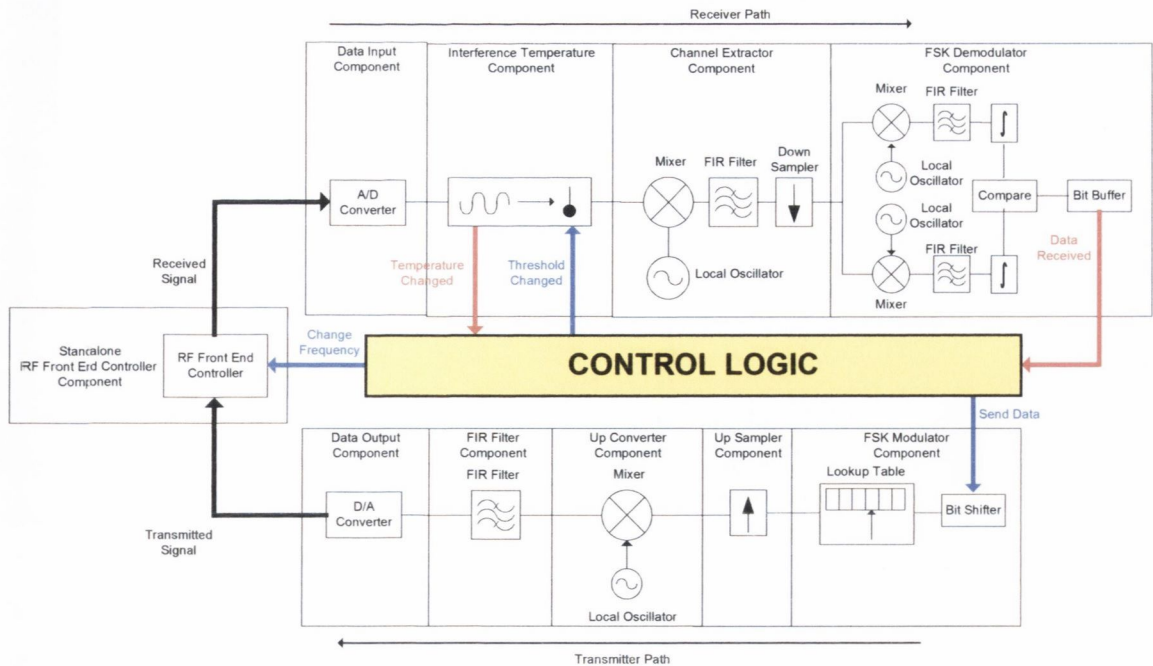 Receiver Path
Data Input
Component
Interference Temperature
Component
Channel Extractor
Component
FSK Demodulator
Component
Mixer
FIR Filter
Local
Oscillator
Local
Oscillator
Compare
Bit Buffer
FIR Filter
Mixer
Mixer
FIR Filter
Down
Sampler
Local Oscillator
A/D
Converter
Received
Signal
Temperature
Changed
Threshold
Changed
Data
Received
Standalone
RF Front End Controller
Component
RF Front End
Controller
Change
Frequency
CONTROL LOGIC
Send Data
Data Output
Component
FIR Filter
Component
Up Converter
Component
Up Sampler
Component
FSK Modulator
Component
FIR Filter
Mixer
Lookup Table
D/A
Converter
Bit Shifter
Transmitted
Signal
Local Oscillator
Transmitter Path